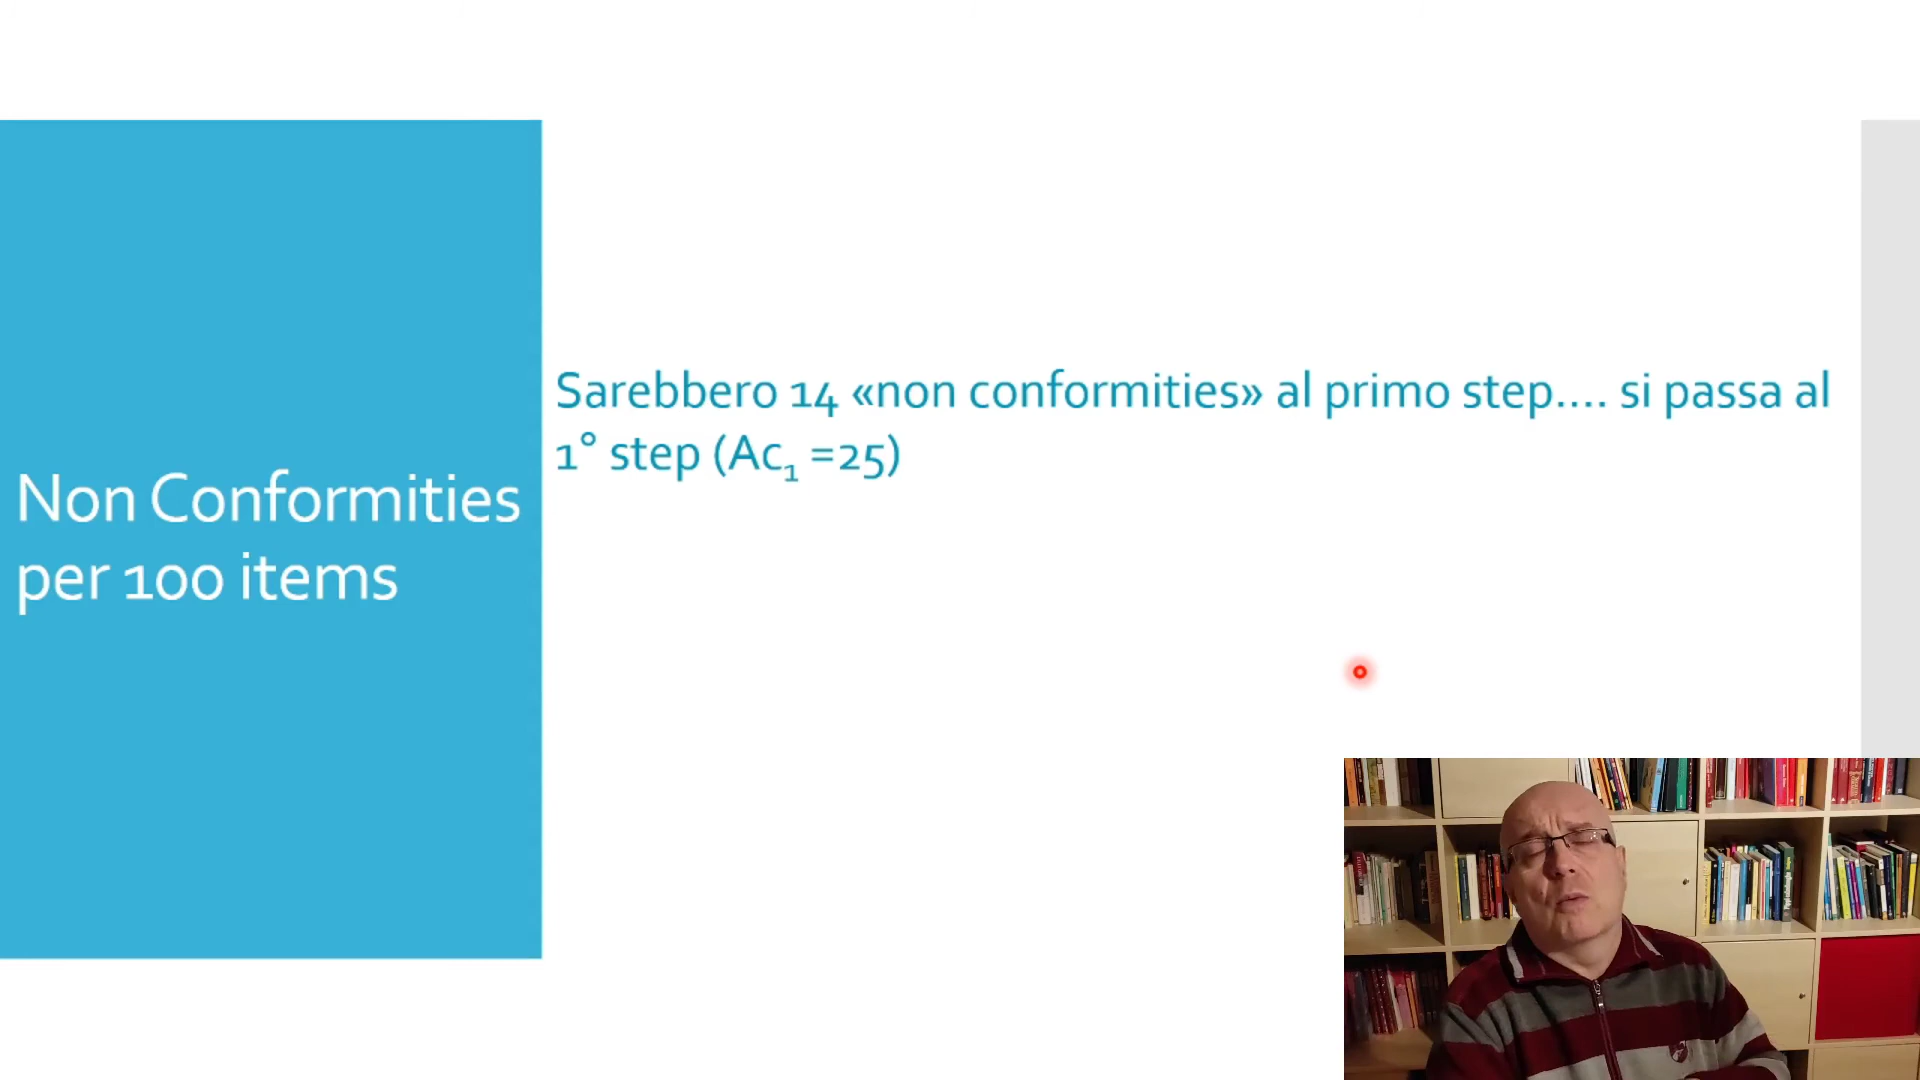 Non Conformities
per 100 items
Sarebbero 14 «non conformities» al primo step…. si passa al
1° step (Ac₁ =25)